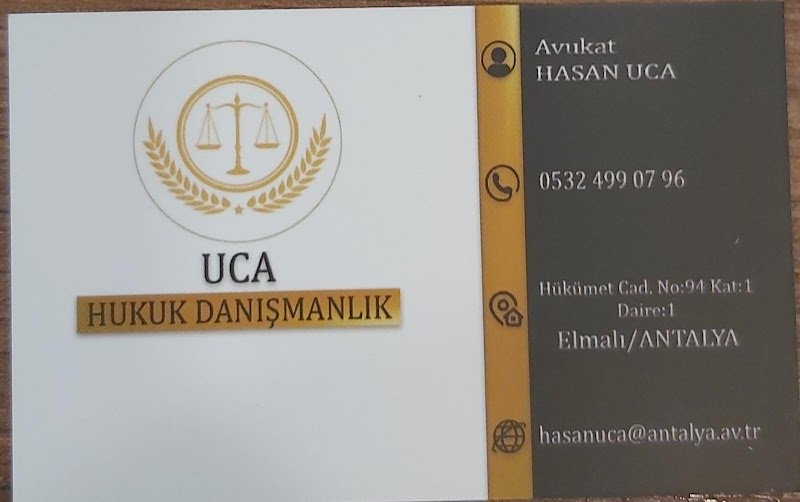 UCA
HUKUK DANIŞMANLIK
Avukat
HASAN UCA
0532 499 07 96
Hükümet Cad. No:94 Kat:1
Daire:1
Elmalı/ANTALYA
hasanuca@antalya.av.tr